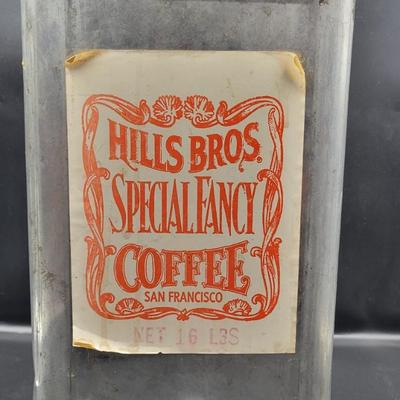 HILLS BROS.
SPECIAL FANCY
COFFEE
SAN FRANCISCO
NET 16 LBS